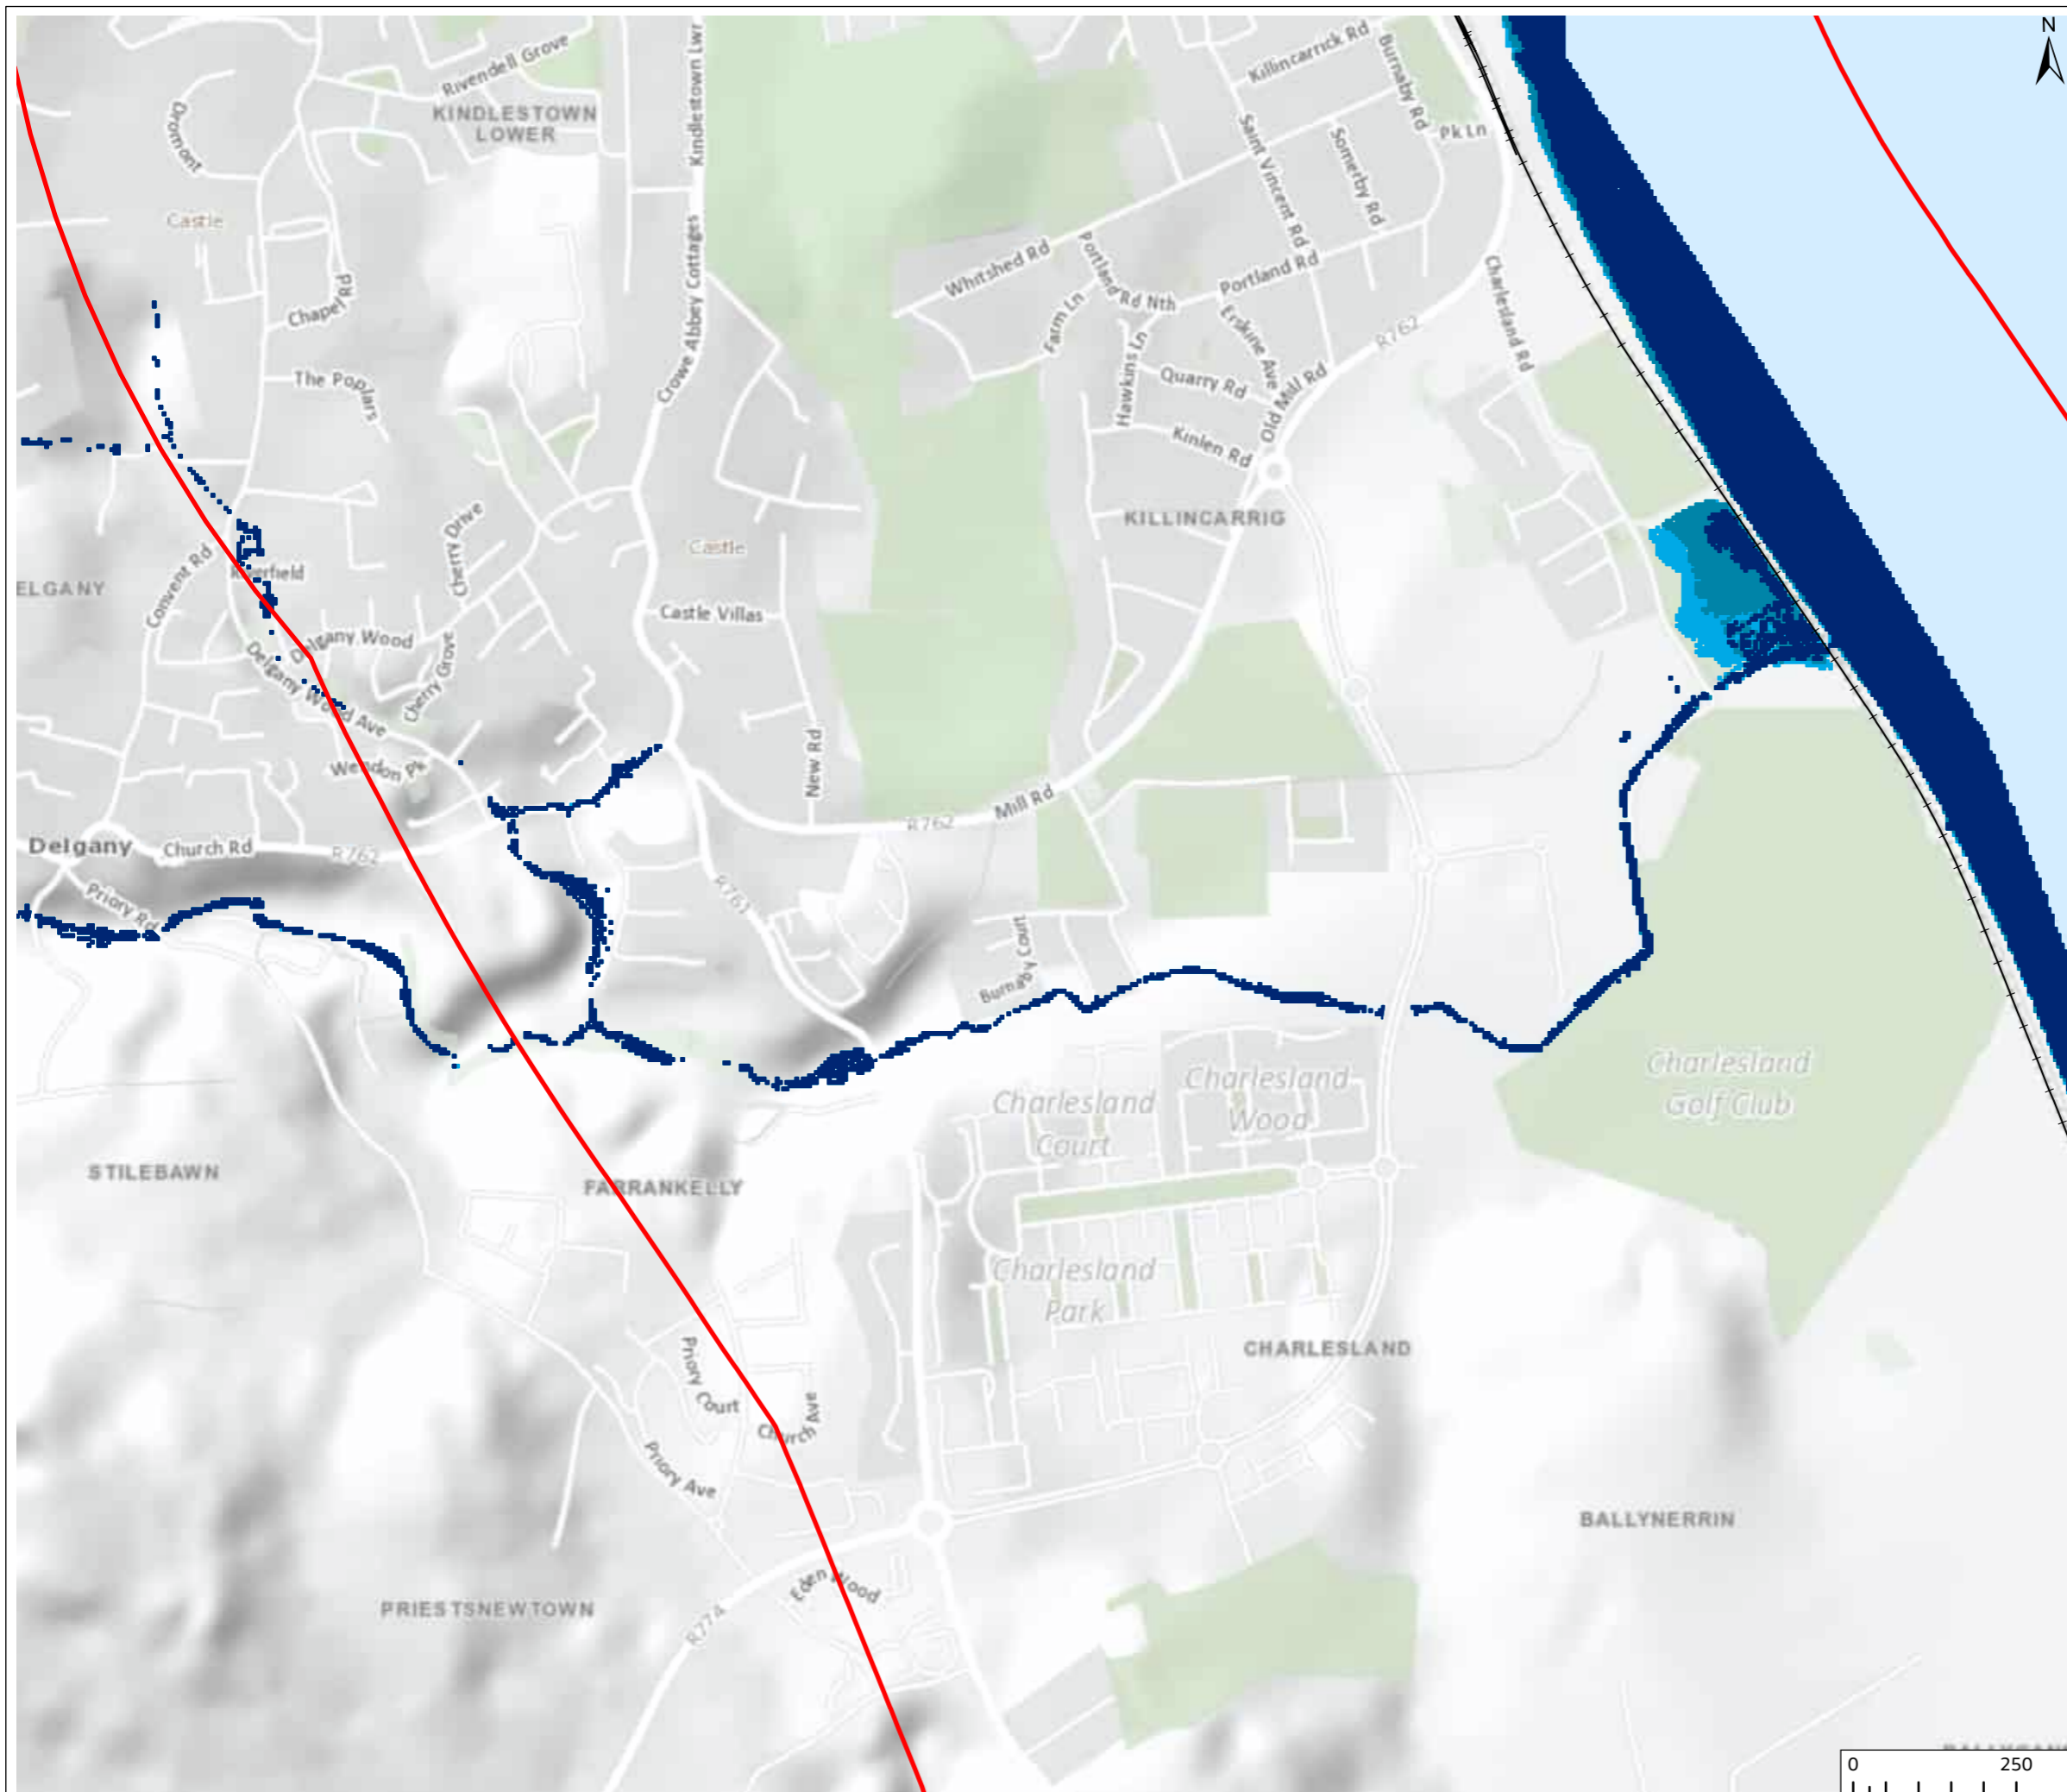 N
Rivendell Grove
Kindlestown Lwr
Killincarrick Rd
Burnaby Rd
KINDLESTOWN
LOWER
Dromont
Pk Ln
Saint Vincent Rd
Somerby Rd
Castle
Crowe Abbey Cottages
Whitshed Rd
Portland Rd Nth
Portland Rd
Charlesland Rd
Chapel Rd
Farm Ln
Erskine Ave
R762
The Poplars
Hawkins Ln
Quarry Rd
Old Mill Rd
Kinlen Rd
KILLINCARRIG
Cherry Drive
Castle
Convent Rd
Riverfield
ELGANY
Castle Villas
Delgany Wood
Cherry Grove
Delgany Wood Ave
Wendon Pk
New Rd
Mill Rd
R762
Delgany
Church Rd
R762
Priory Rd
R761
Burnaby Court
Charlesland
Golf Club
Charlesland
Wood
Charlesland
Court
STILEBAWN
FARRANKELLY
Charlesland
Park
CHARLESLAND
Priory Court
Church Ave
Priory Ave
BALLYNERRIN
Eden Wood
PRIESTSNEWTOWN
R774
0 250